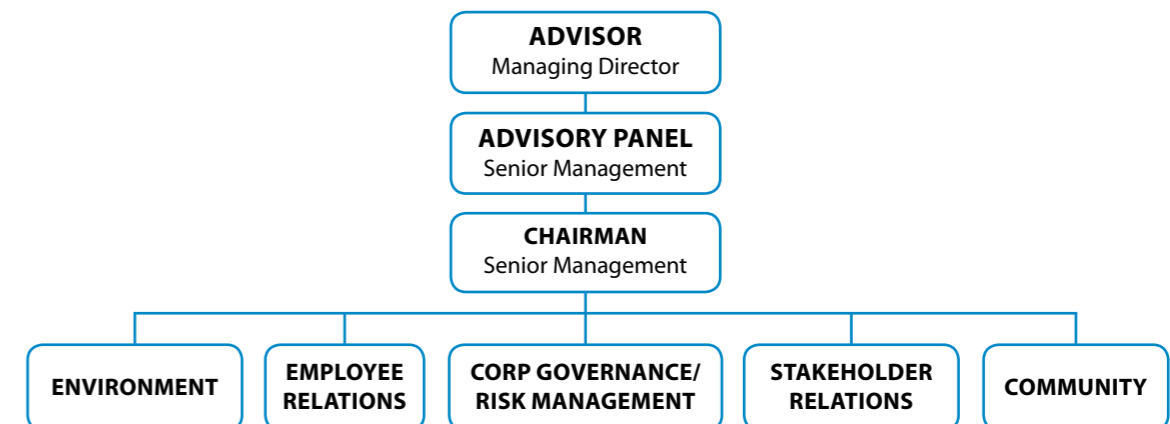 ADVISOR
Managing Director
ADVISORY PANEL
Senior Management
CHAIRMAN
Senior Management
ENVIRONMENT
EMPLOYEE
RELATIONS
CORP GOVERNANCE/
RISK MANAGEMENT
STAKEHOLDER
RELATIONS
COMMUNITY